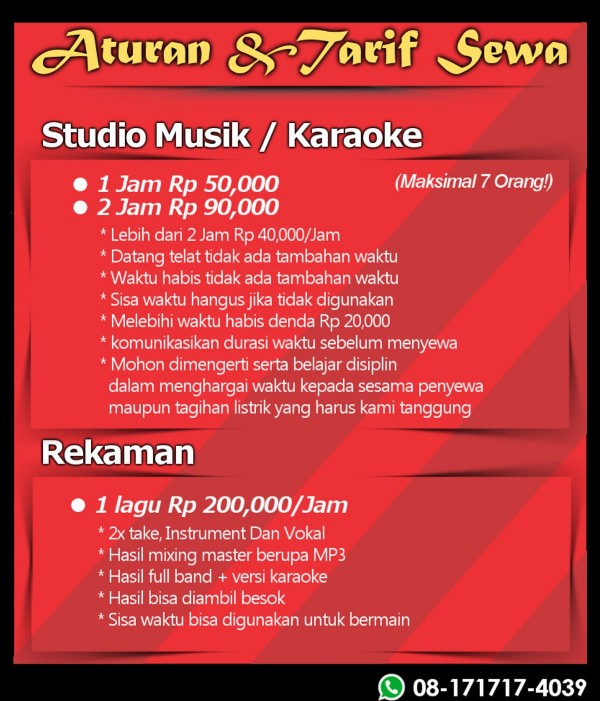 Aturan & Tarif Sewa
Studio Musik / Karaoke
• 1 Jam Rp 50,000 (Maksimal 7 Orang!)
• 2 Jam Rp 90,000
* Lebih dari 2 Jam Rp 40,000/Jam
* Datang telat tidak ada tambahan waktu
* Waktu habis tidak ada tambahan waktu
* Sisa waktu hangus jika tidak digunakan
* Melebihi waktu habis denda Rp 20,000
* komunikasikan durasi waktu sebelum menyewa
* Mohon dimengerti serta belajar disiplin
dalam menghargai waktu kepada sesama penyewa
maupun tagihan listrik yang harus kami tanggung
Rekaman
• 1 lagu Rp 200,000/Jam
* 2x take, Instrument Dan Vokal
* Hasil mixing master berupa MP3
* Hasil full band + versi karaoke
* Hasil bisa diambil besok
* Sisa waktu bisa digunakan untuk bermain
08-171717-4039